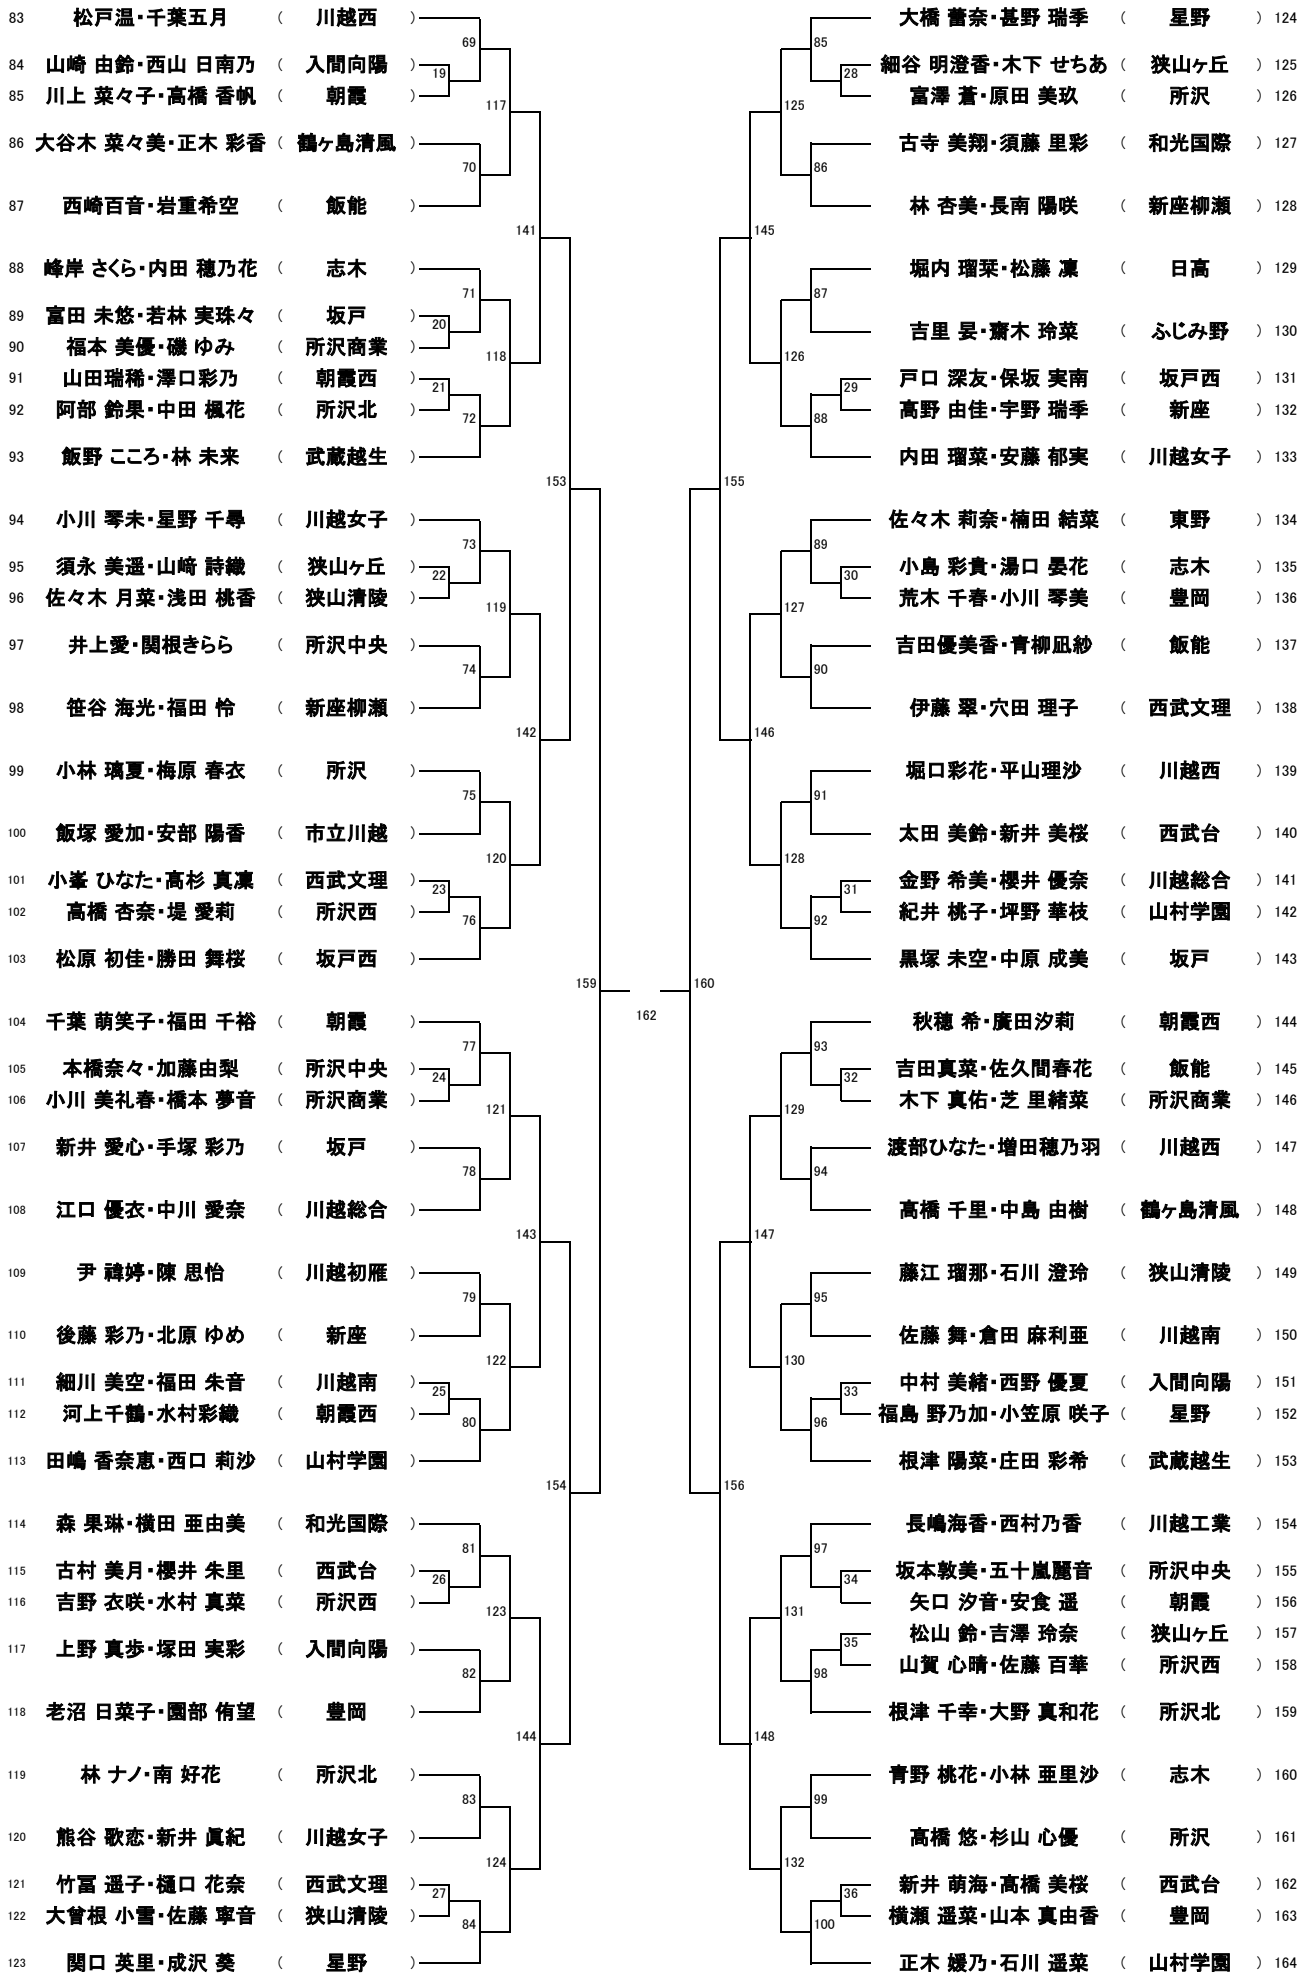 83 松戸温・千葉五月 ( 川越西 )
84 山崎 由鈴・西山 日南乃 ( 入間向陽 )
85 川上 菜々子・高橋 香帆 ( 朝霞 )
86 大谷木 菜々美・正木 彩香 ( 鶴ヶ島清風 )
87 西崎百音・岩重希空 ( 飯能 )
88 峰岸 さくら・内田 穂乃花 ( 志木 )
89 富田 未悠・若林 実珠々 ( 坂戸 )
90 福本 美優・磯 ゆみ ( 所沢商業 )
91 山田瑞稀・澤口彩乃 ( 朝霞西 )
92 阿部 鈴果・中田 楓花 ( 所沢北 )
93 飯野 こころ・林 未来 ( 武蔵越生 )
94 小川 琴未・星野 千尋 ( 川越女子 )
95 須永 美遥・山﨑 詩織 ( 狭山ヶ丘 )
96 佐々木 月菜・浅田 桃香 ( 狭山清陵 )
97 井上愛・関根きらら ( 所沢中央 )
98 笹谷 海光・福田 怜 ( 新座柳瀬 )
99 小林 璃夏・梅原 春衣 ( 所沢 )
100 飯塚 愛加・安部 陽香 ( 市立川越 )
101 小峯 ひなた・高杉 真凜 ( 西武文理 )
102 高橋 杏奈・堤 愛莉 ( 所沢西 )
103 松原 初佳・勝田 舞桜 ( 坂戸西 )
104 千葉 萌笑子・福田 千裕 ( 朝霞 )
105 本橋奈々・加藤由梨 ( 所沢中央 )
106 小川 美礼春・橋本 夢音 ( 所沢商業 )
107 新井 愛心・手塚 彩乃 ( 坂戸 )
108 江口 優衣・中川 愛奈 ( 川越総合 )
109 尹 禕婷・陳 思怡 ( 川越初雁 )
110 後藤 彩乃・北原 ゆめ ( 新座 )
111 細川 美空・福田 朱音 ( 川越南 )
112 河上千鶴・水村彩織 ( 朝霞西 )
113 田嶋 香奈恵・西口 莉沙 ( 山村学園 )
114 森 果琳・横田 亜由美 ( 和光国際 )
115 古村 美月・櫻井 朱里 ( 西武台 )
116 吉野 衣咲・水村 真菜 ( 所沢西 )
117 上野 真歩・塚田 実彩 ( 入間向陽 )
118 老沼 日菜子・園部 侑望 ( 豊岡 )
119 林 ナノ・南 好花 ( 所沢北 )
120 熊谷 歌恋・新井 眞紀 ( 川越女子 )
121 竹冨 遥子・樋口 花奈 ( 西武文理 )
122 大曾根 小雪・佐藤 寧音 ( 狭山清陵 )
123 関口 英里・成沢 葵 ( 星野 )
69
19
117
70
141
71
20
118
21
72
153
73
22
119
74
142
75
120
23
76
159
77
24
121
78
143
79
122
25
80
154
81
26
123
82
144
83
124
27
84
162
大橋 蕾奈・甚野 瑞季 ( 星野 ) 124
細谷 明澄香・木下 せちあ ( 狭山ヶ丘 ) 125
富澤 蒼・原田 美玖 ( 所沢 ) 126
古寺 美翔・須藤 里彩 ( 和光国際 ) 127
林 杏美・長南 陽咲 ( 新座柳瀬 ) 128
堀内 瑠栞・松藤 凜 ( 日高 ) 129
吉里 妟・齋木 玲菜 ( ふじみ野 ) 130
戸口 深友・保坂 実南 ( 坂戸西 ) 131
高野 由佳・宇野 瑞季 ( 新座 ) 132
内田 瑠菜・安藤 郁実 ( 川越女子 ) 133
佐々木 莉奈・楠田 結菜 ( 東野 ) 134
小島 彩貴・湯口 晏花 ( 志木 ) 135
荒木 千春・小川 琴美 ( 豊岡 ) 136
吉田優美香・青柳凪紗 ( 飯能 ) 137
伊藤 翠・穴田 理子 ( 西武文理 ) 138
堀口彩花・平山理沙 ( 川越西 ) 139
太田 美鈴・新井 美桜 ( 西武台 ) 140
金野 希美・櫻井 優奈 ( 川越総合 ) 141
紀井 桃子・坪野 華枝 ( 山村学園 ) 142
黒塚 未空・中原 成美 ( 坂戸 ) 143
秋穂 希・廣田汐莉 ( 朝霞西 ) 144
吉田真菜・佐久間春花 ( 飯能 ) 145
木下 真佑・芝 里緒菜 ( 所沢商業 ) 146
渡部ひなた・増田穂乃羽 ( 川越西 ) 147
高橋 千里・中島 由樹 ( 鶴ヶ島清風 ) 148
藤江 瑠那・石川 澄玲 ( 狭山清陵 ) 149
佐藤 舞・倉田 麻利亜 ( 川越南 ) 150
中村 美緒・西野 優夏 ( 入間向陽 ) 151
福島 野乃加・小笠原 咲子 ( 星野 ) 152
根津 陽菜・庄田 彩希 ( 武蔵越生 ) 153
長嶋海香・西村乃香 ( 川越工業 ) 154
坂本敦美・五十嵐麗音 ( 所沢中央 ) 155
矢口 汐音・安食 遥 ( 朝霞 ) 156
松山 鈴・吉澤 玲奈 ( 狭山ヶ丘 ) 157
山賀 心晴・佐藤 百華 ( 所沢西 ) 158
根津 千幸・大野 真和花 ( 所沢北 ) 159
青野 桃花・小林 亜里沙 ( 志木 ) 160
高橋 悠・杉山 心優 ( 所沢 ) 161
新井 萌海・高橋 美桜 ( 西武台 ) 162
横瀬 遥菜・山本 真由香 ( 豊岡 ) 163
正木 媛乃・石川 遥菜 ( 山村学園 ) 164
85
28
125
86
145
87
126
29
88
155
89
30
127
90
146
91
128
31
92
160
93
32
129
94
147
95
130
33
96
156
97
34
131
35
98
148
99
132
36
100